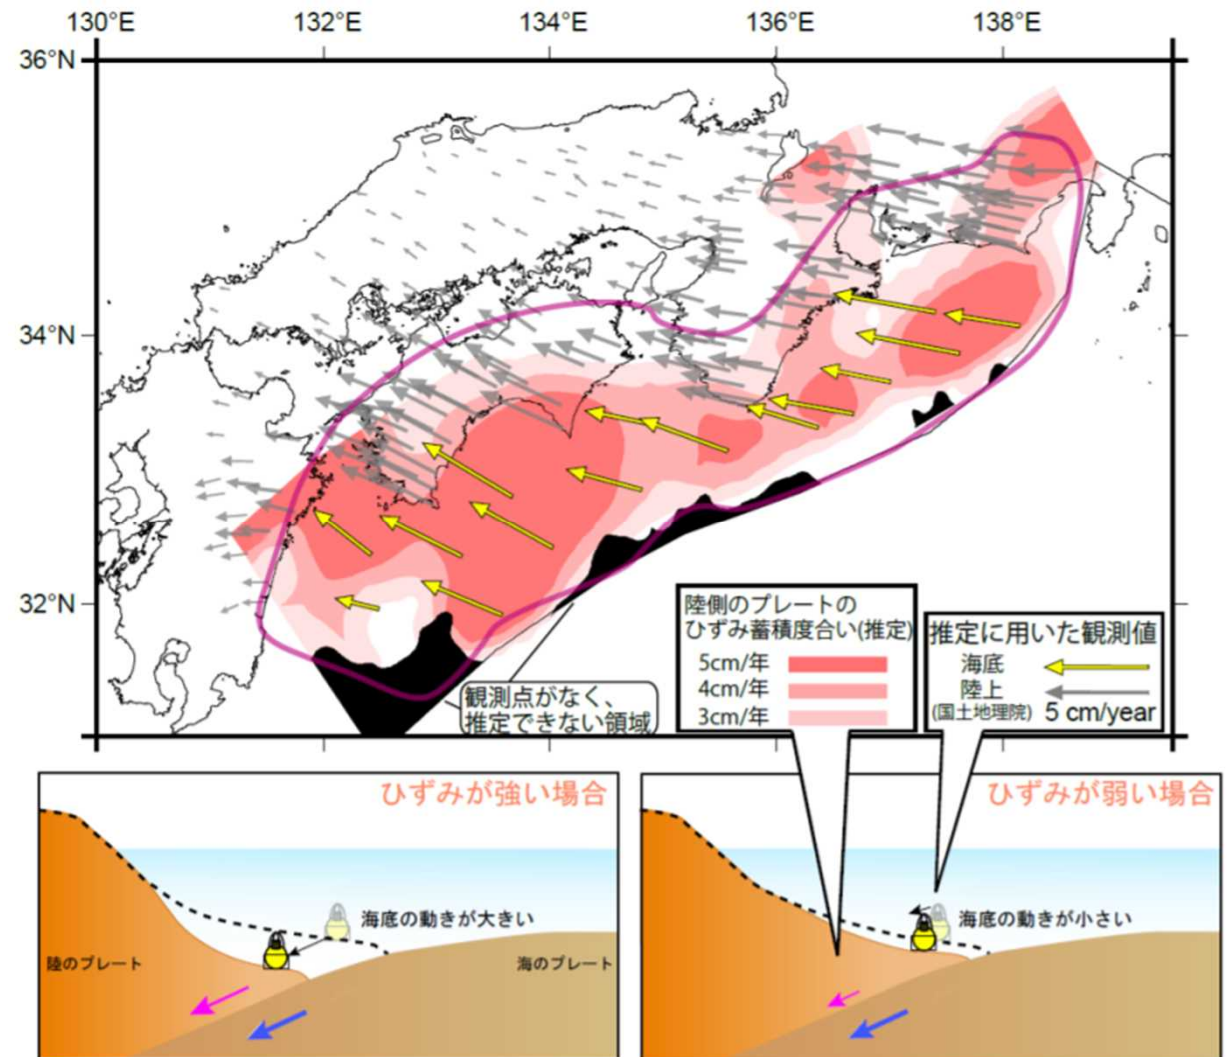 130°E
132°E
134°E
136°E
138°E
36°N
34°N
32°N
観測点がなく、
推定できない領域
陸側のプレートの
ひずみ蓄積度合い(推定)
5cm/年
4cm/年
3cm/年
推定に用いた観測値
海底
陸上
(国土地理院)
5 cm/year
ひずみが強い場合
海底の動きが大きい
陸のプレート
海のプレート
ひずみが弱い場合
海底の動きが小さい